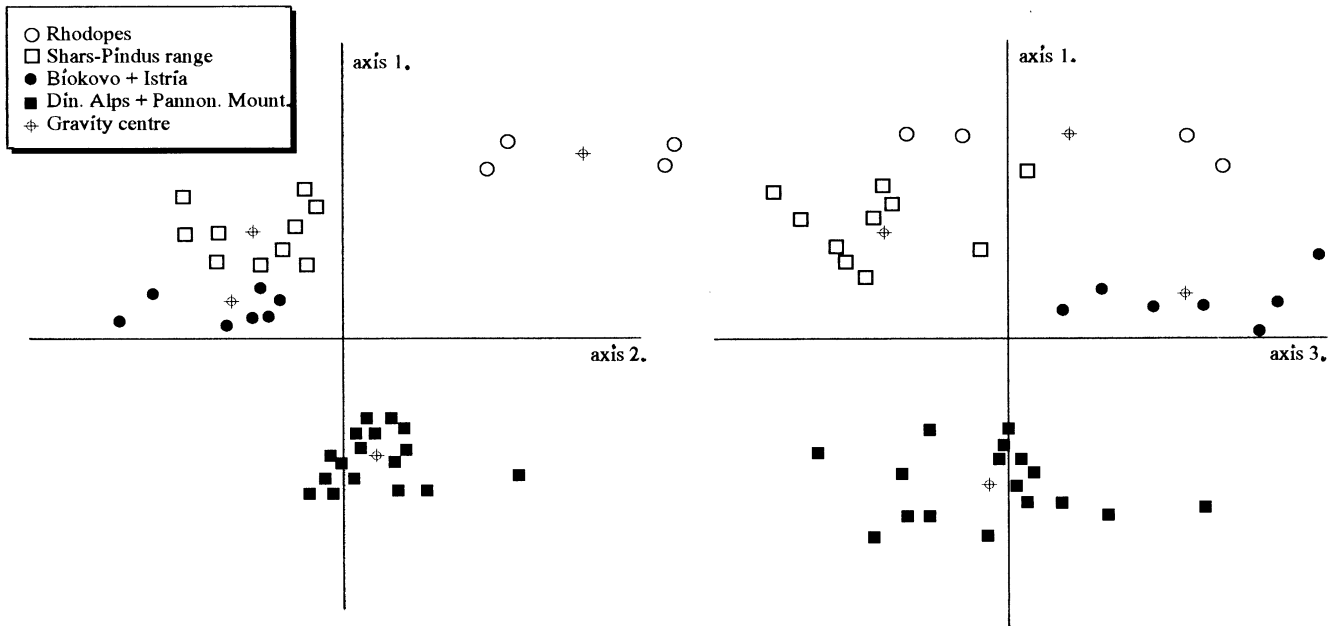 Rhodopes
Shars-Pindus range
Biokovo + Istria
Din. Alps + Pannon. Mount.
Gravity centre
axis 1.
axis 2.
axis 1.
axis 3.